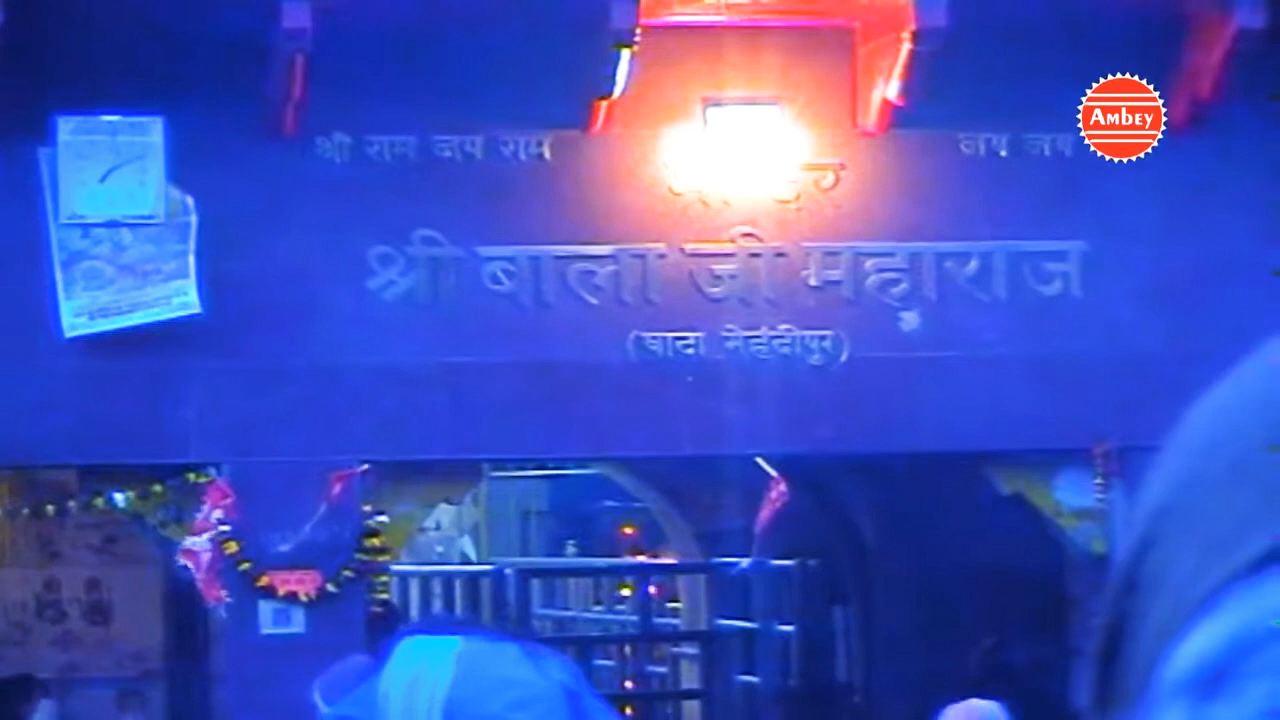 श्री राम जय राम जय जय
AMBEY
श्री बाला जी महाराज
(घाटा मेहंदीपुर)